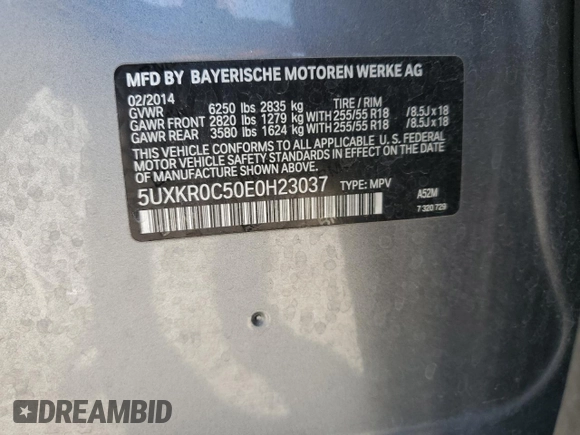 MFD BY BAYERISCHE MOTOREN WERKE AG
02/2014
GVWR 6250 lbs 2835 kg TIRE / RIM
GAWR FRONT 2820 lbs 1279 kg WITH 255/55 R18 /8.5J x 18
GAWR REAR 3580 lbs 1624 kg WITH 255/55 R18 /8.5J x 18
THIS VEHICLE CONFORMS TO ALL APPLICABLE U. S. FEDERAL
MOTOR VEHICLE SAFETY STANDARDS IN EFFECT ON THE DATE
OF MANUFACTURE SHOWN ABOVE.
5UXKR0C50E0H23037 TYPE: MPV A52M
7 320 729
DREAMBID